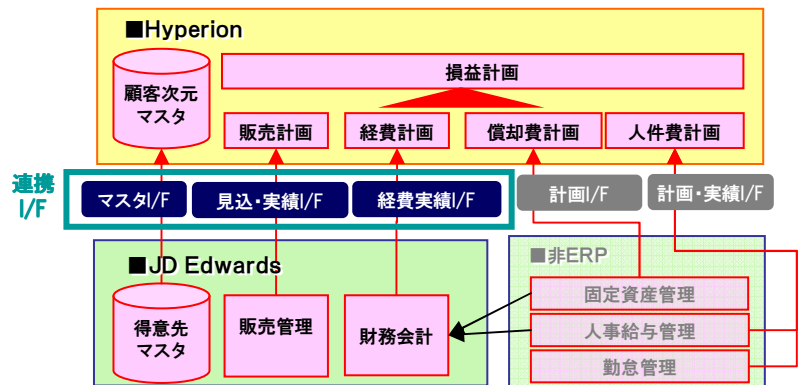 ■Hyperion
損益計画
顧客次元
マスタ
販売計画
経費計画
償却費計画
人件費計画
連携
I/F
マスタI/F
見込・実績I/F
経費実績I/F
計画I/F
計画・実績I/F
■JD Edwards
■非ERP
得意先
マスタ
販売管理
財務会計
固定資産管理
人事給与管理
勤怠管理